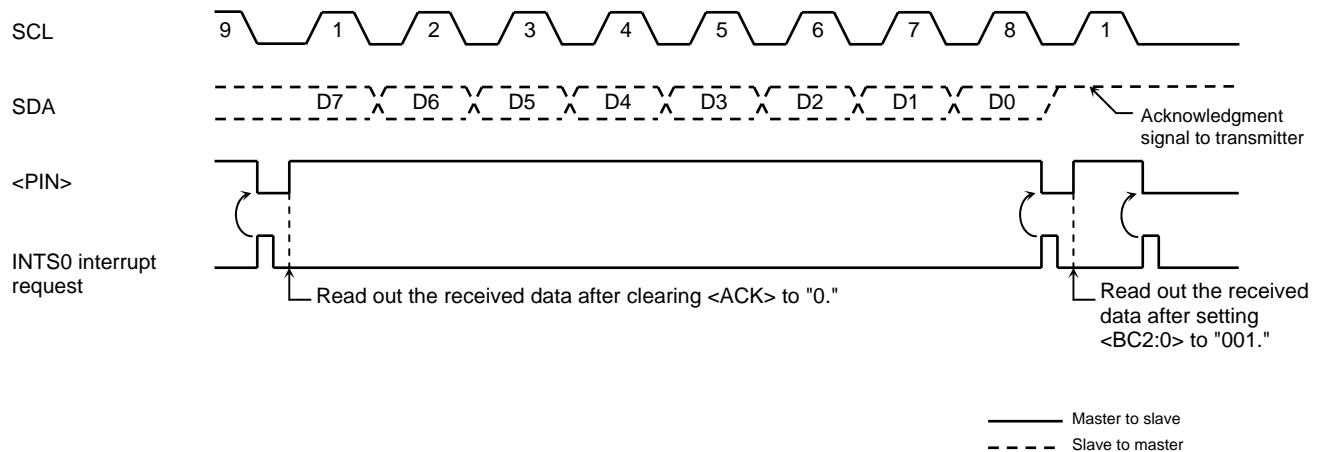 SCL 9 1 2 3 4 5 6 7 8 1
SDA D7 D6 D5 D4 D3 D2 D1 D0
Acknowledgment
signal to transmitter
<PIN>
INTS0 interrupt
request
Read out the received data after clearing <ACK> to "0."
Read out the received
data after setting
<BC2:0> to "001."
Master to slave
Slave to master